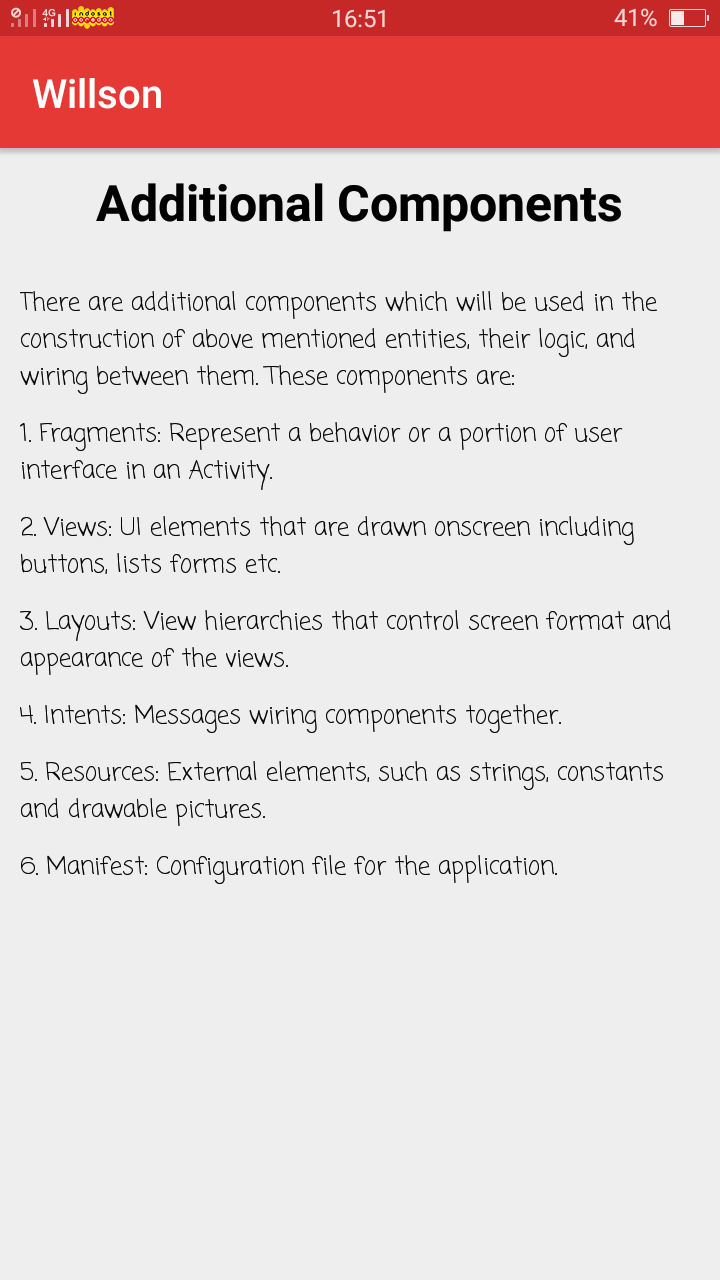 4G
indosat
ooredoo
16:51
41%
Willson
Additional Components
There are additional components which will be used in the
construction of above mentioned entities, their logic, and
wiring between them. These components are:
1. Fragments: Represent a behavior or a portion of user
interface in an Activity.
2. Views: UI elements that are drawn onscreen including
buttons, lists forms etc.
3. Layouts: View hierarchies that control screen format and
appearance of the views.
4. Intents: Messages wiring components together.
5. Resources: External elements, such as strings, constants
and drawable pictures.
6. Manifest: Configuration file for the application.